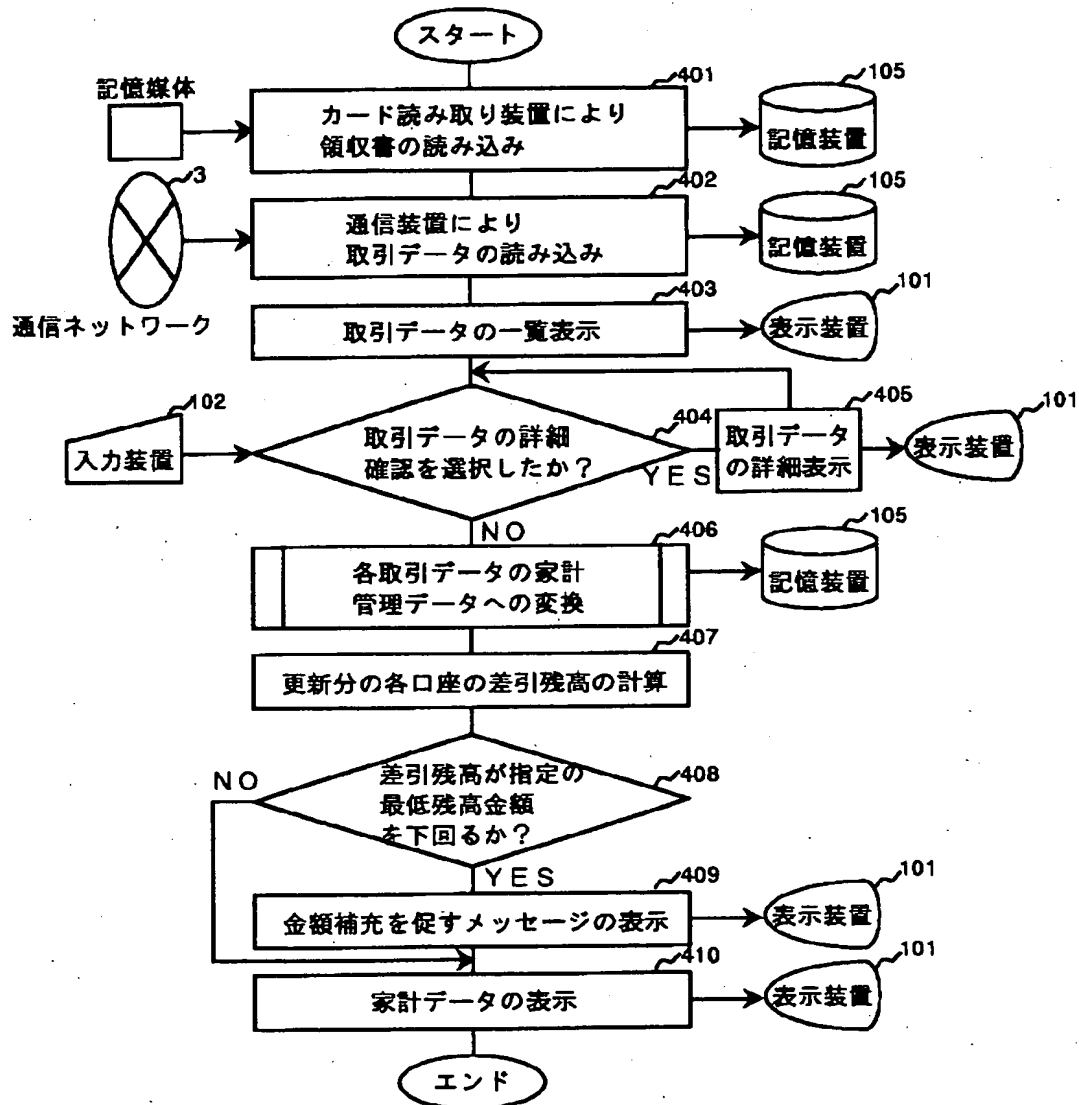 スタート
401
記憶媒体
カード読み取り装置により
領収書の読み込み
105
記憶装置
3
402
通信装置により
取引データの読み込み
105
記憶装置
通信ネットワーク
403
取引データの一覧表示
101
表示装置
102
入力装置
404
取引データの詳細
確認を選択したか？
YES
405
取引データ
の詳細表示
101
表示装置
NO
406
各取引データの家計
管理データへの変換
105
記憶装置
407
更新分の各口座の差引残高の計算
NO
408
差引残高が指定の
最低残高金額
を下回るか？
YES
409
金額補充を促すメッセージの表示
101
表示装置
410
家計データの表示
101
表示装置
エンド